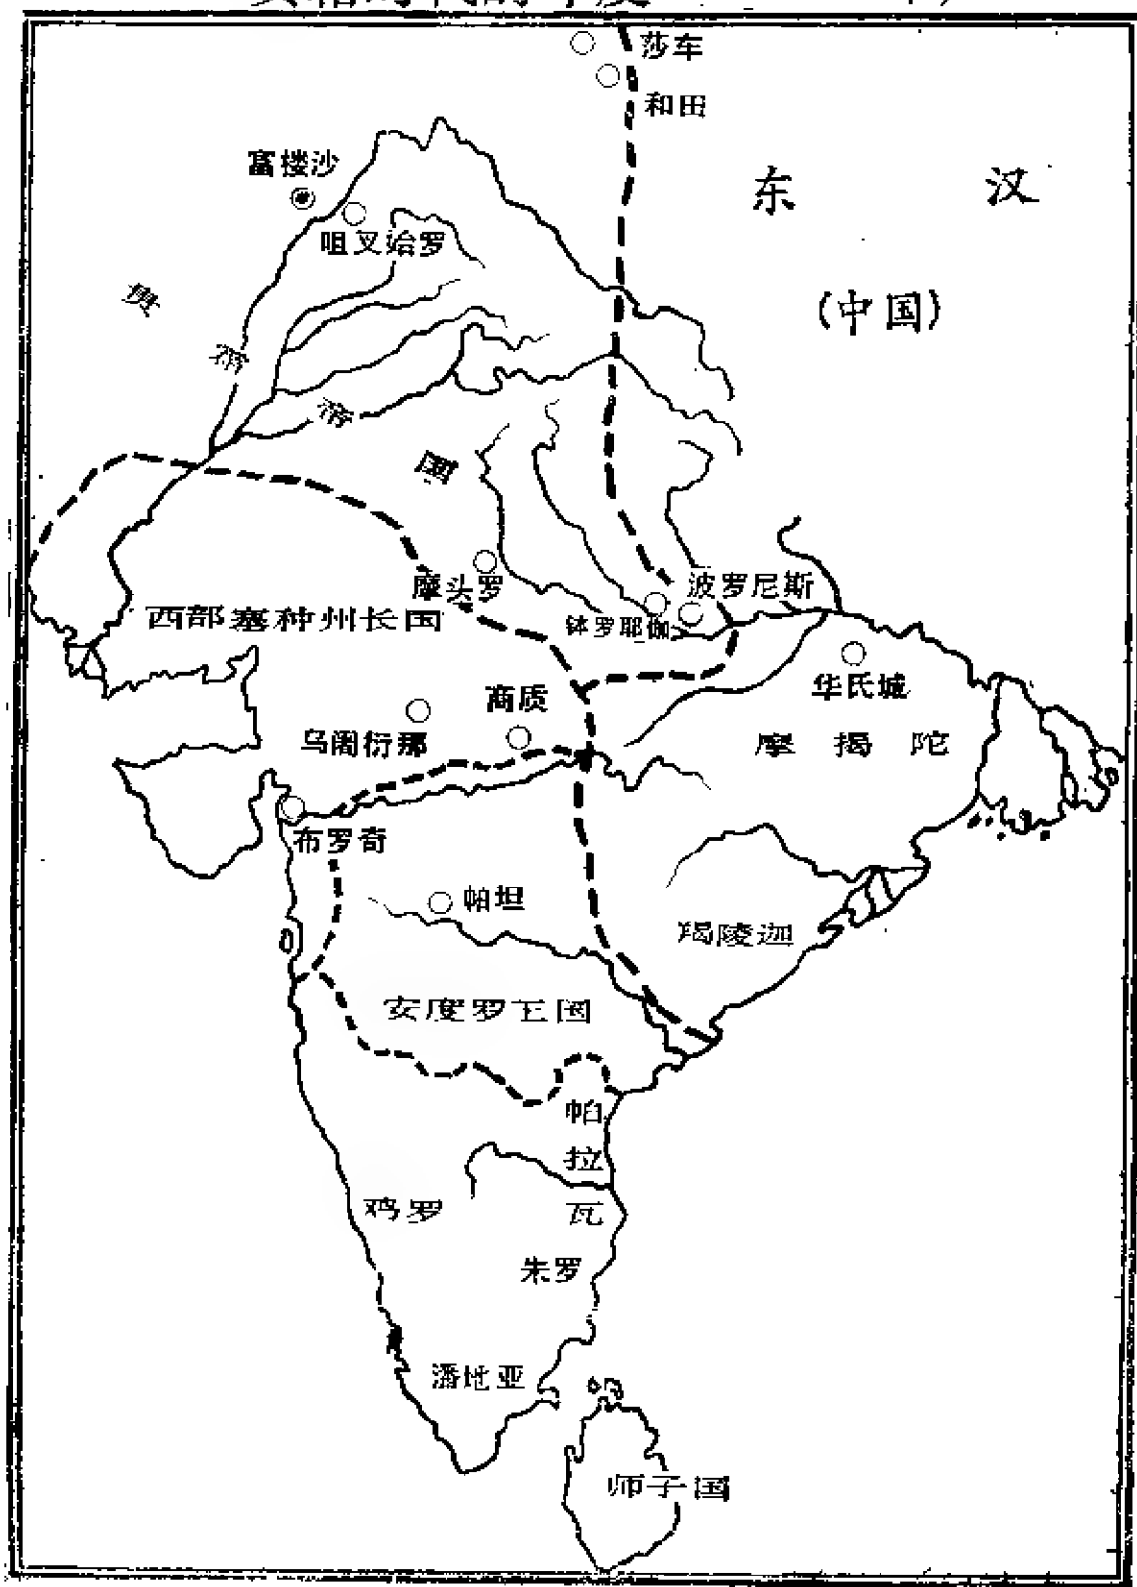 莎车
和田
富楼沙
东汉
咀叉始罗
(中国)
贵霜帝国
摩头罗
波罗尼斯
西部塞种州长国
钵罗耶伽
华氏城
商质
乌阇衍那
摩揭陀
布罗奇
帕坦
羯陵迦
安度罗王国
帕拉瓦
鸡罗
朱罗
潘地亚
师子国